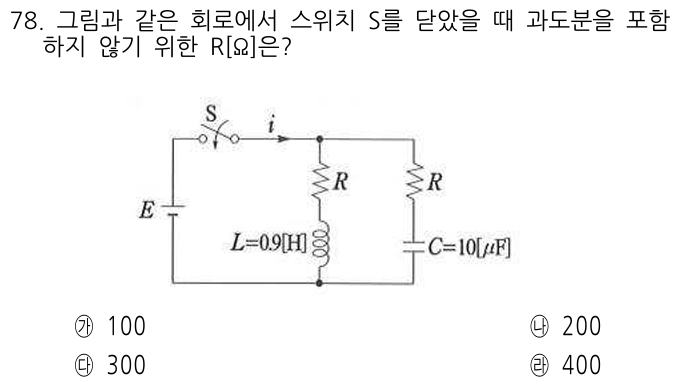 78. 그림과 같은 회로에서 스위치 S를 닫았을 때 과도분을 포함
하지 않기 위한 R[Ω]은?
S
i
R
R
E
L=0.9[H]
C=10[μF]
㉮ 100
㉯ 200
㉰ 300
㉱ 400